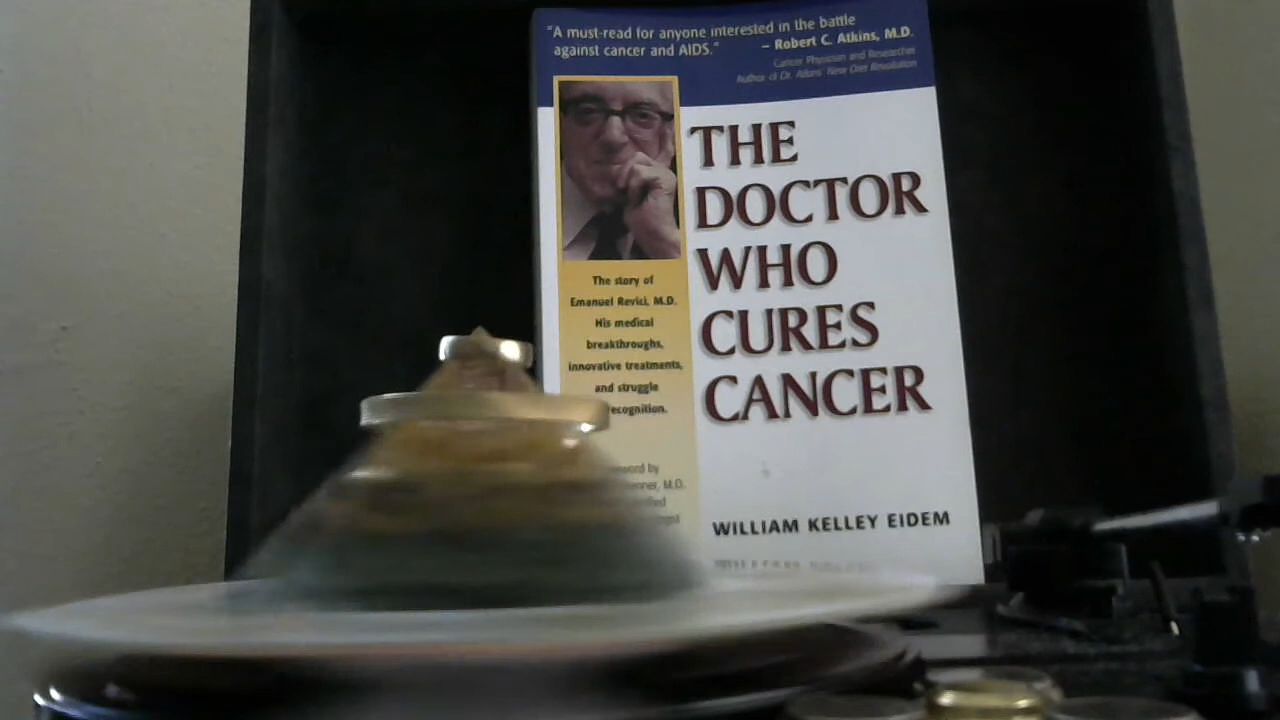 "A must-read for anyone interested in the battle
against cancer and AIDS."
– Robert C. Atkins, M.D.
Cancer Physician and Researcher
Author of Dr. Atkins' New Diet Revolution
THE
DOCTOR
WHO
CURES
CANCER
The story of
Emanuel Revici, M.D.
His medical
breakthroughs,
innovative treatments,
and struggle
M.D.
WILLIAM KELLEY EIDEM